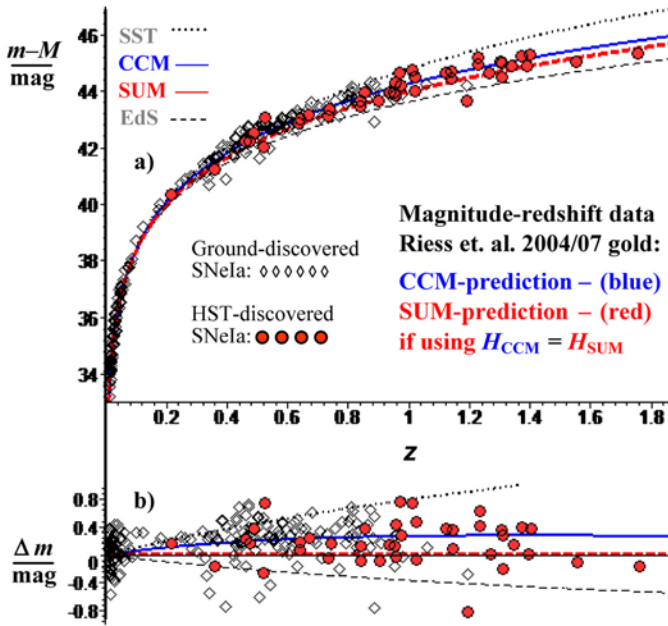 m–M
mag
SST
CCM
SUM
EdS
46
44
42
40
38
36
34
a)
Ground-discovered
SNeIa:
HST-discovered
SNeIa:
Magnitude-redshift data
Riess et. al. 2004/07 gold:
CCM-prediction – (blue)
SUM-prediction – (red)
if using HCCM = HSUM
0.2 0.4 0.6 0.8 1 1.2 1.4 1.6 1.8
z
b)
Δ m
mag
0.8
0.4
0
-0.4
-0.8